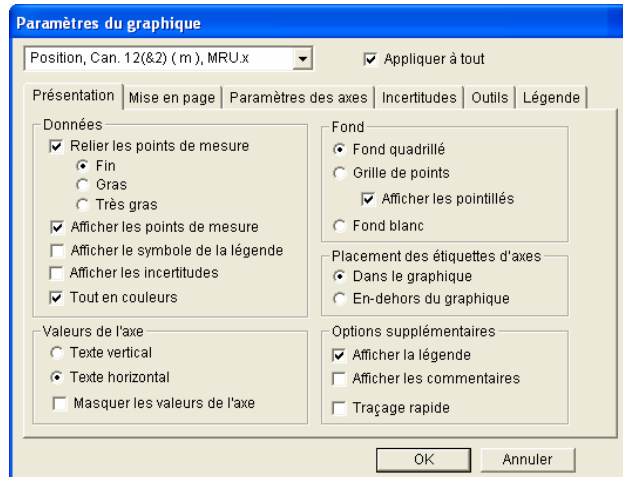 Paramètres du graphique
Position, Can. 12(&2) ( m ), MRU.x
Appliquer à tout
Présentation
Mise en page
Paramètres des axes
Incertitudes
Outils
Légende
Données
Relier les points de mesure
Fin
Gras
Très gras
Afficher les points de mesure
Afficher le symbole de la légende
Afficher les incertitudes
Tout en couleurs
Valeurs de l'axe
Texte vertical
Texte horizontal
Masquer les valeurs de l'axe
Fond
Fond quadrillé
Grille de points
Afficher les pointillés
Fond blanc
Placement des étiquettes d'axes
Dans le graphique
En-dehors du graphique
Options supplémentaires
Afficher la légende
Afficher les commentaires
Traçage rapide
OK
Annuler